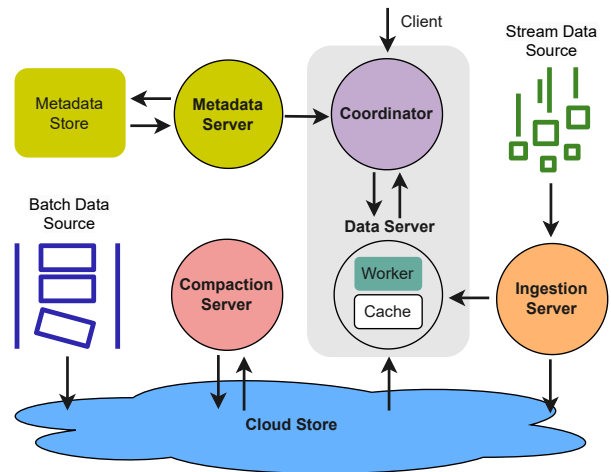 Client
Stream Data
Source
Metadata
Store
Metadata
Server
Coordinator
Batch Data
Source
Data Server
Compaction
Server
Worker
Cache
Ingestion
Server
Cloud Store